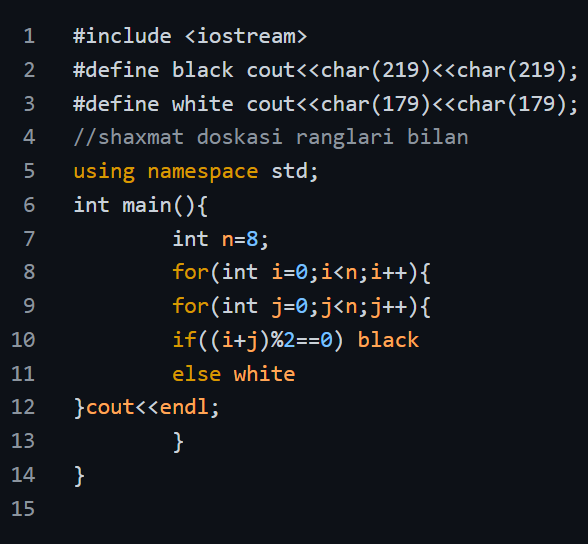 1 #include <iostream>
2 #define black cout<<char(219)<<char(219);
3 #define white cout<<char(179)<<char(179);
4 //shaxmat doskasi ranglari bilan
5 using namespace std;
6 int main(){
7 int n=8;
8 for(int i=0;i<n;i++){
9 for(int j=0;j<n;j++){
10 if((i+j)%2==0) black
11 else white
12 }cout<<endl;
13 }
14 }
15